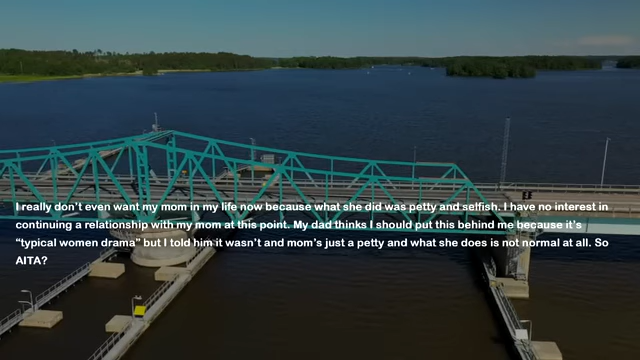 I really don't even want my mom in my life now because what she did was petty and selfish. I have no interest in
continuing a relationship with my mom at this point. My dad thinks I should put this behind me because it's
“typical women drama” but I told him it wasn't and mom's just a petty and what she does is not normal at all. So
AITA?